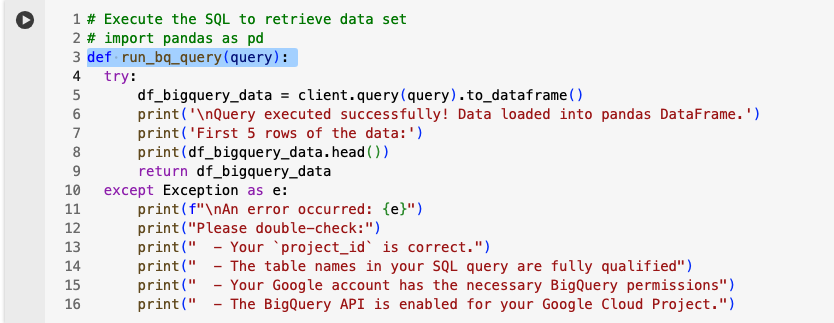 1 # Execute the SQL to retrieve data set
2 # import pandas as pd
3 def run_bq_query(query):
4   try:
5       df_bigquery_data = client.query(query).to_dataframe()
6       print('\nQuery executed successfully! Data loaded into pandas DataFrame.')
7       print('First 5 rows of the data:')
8       print(df_bigquery_data.head())
9       return df_bigquery_data
10   except Exception as e:
11       print(f"\nAn error occurred: {e}")
12       print("Please double-check:")
13       print("  - Your `project_id` is correct.")
14       print("  - The table names in your SQL query are fully qualified")
15       print("  - Your Google account has the necessary BigQuery permissions")
16       print("  - The BigQuery API is enabled for your Google Cloud Project.")